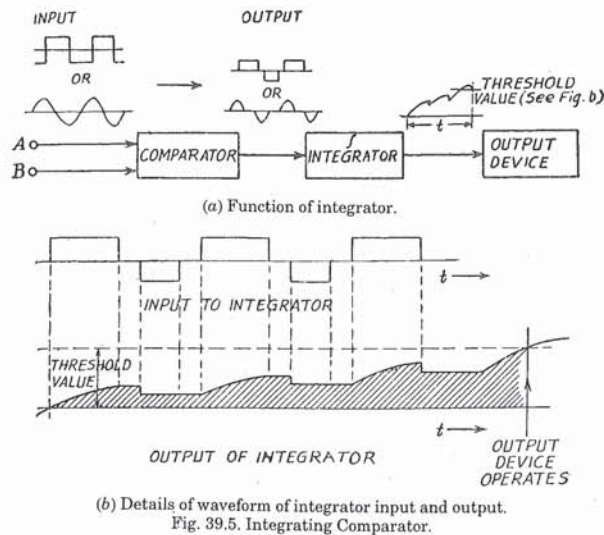 INPUT
OUTPUT
OR
OR
THRESHOLD
VALUE (See Fig. b)
t
A
B
COMPARATOR
∫
INTEGRATOR
OUTPUT
DEVICE
(a) Function of integrator.
t
INPUT TO INTEGRATOR
THRESHOLD
VALUE
t
OUTPUT OF INTEGRATOR
OUTPUT
DEVICE
OPERATES
(b) Details of waveform of integrator input and output.
Fig. 39.5. Integrating Comparator.